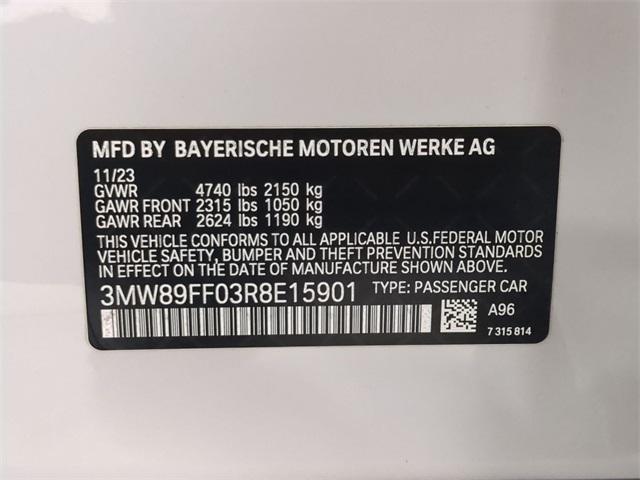 MFD BY BAYERISCHE MOTOREN WERKE AG
11/23
GVWR 4740 lbs 2150 kg
GAWR FRONT 2315 lbs 1050 kg
GAWR REAR 2624 lbs 1190 kg
THIS VEHICLE CONFORMS TO ALL APPLICABLE U.S.FEDERAL MOTOR
VEHICLE SAFETY, BUMPER AND THEFT PREVENTION STANDARDS IN
EFFECT ON THE DATE OF MANUFACTURE SHOWN ABOVE.
3MW89FF03R8E15901 TYPE: PASSENGER CAR
A96
7 315 814